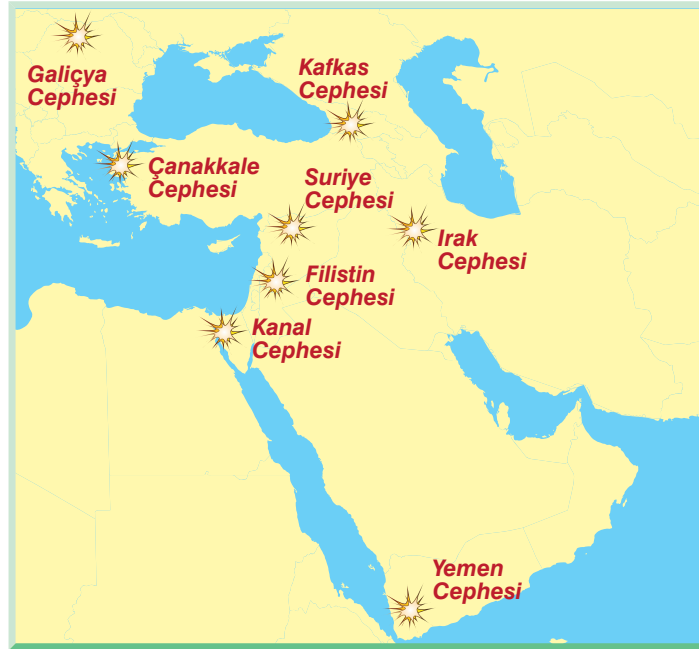 Galiçya
Cephesi
Kafkas
Cephesi
Çanakkale
Cephesi
Suriye
Cephesi
Irak
Cephesi
Filistin
Cephesi
Kanal
Cephesi
Yemen
Cephesi